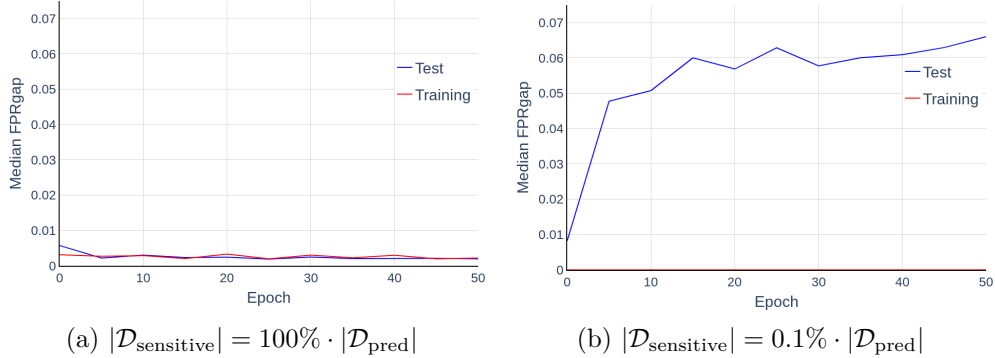 0.07
0.06
0.05
0.04
0.03
0.02
0.01
0
Median FPRgap
0 10 20 30 40 50
Epoch
Test
Training
(a) |𝒟sensitive| = 100% · |𝒟pred|
0.07
0.06
0.05
0.04
0.03
0.02
0.01
0
Median FPRgap
0 10 20 30 40 50
Epoch
Test
Training
(b) |𝒟sensitive| = 0.1% · |𝒟pred|